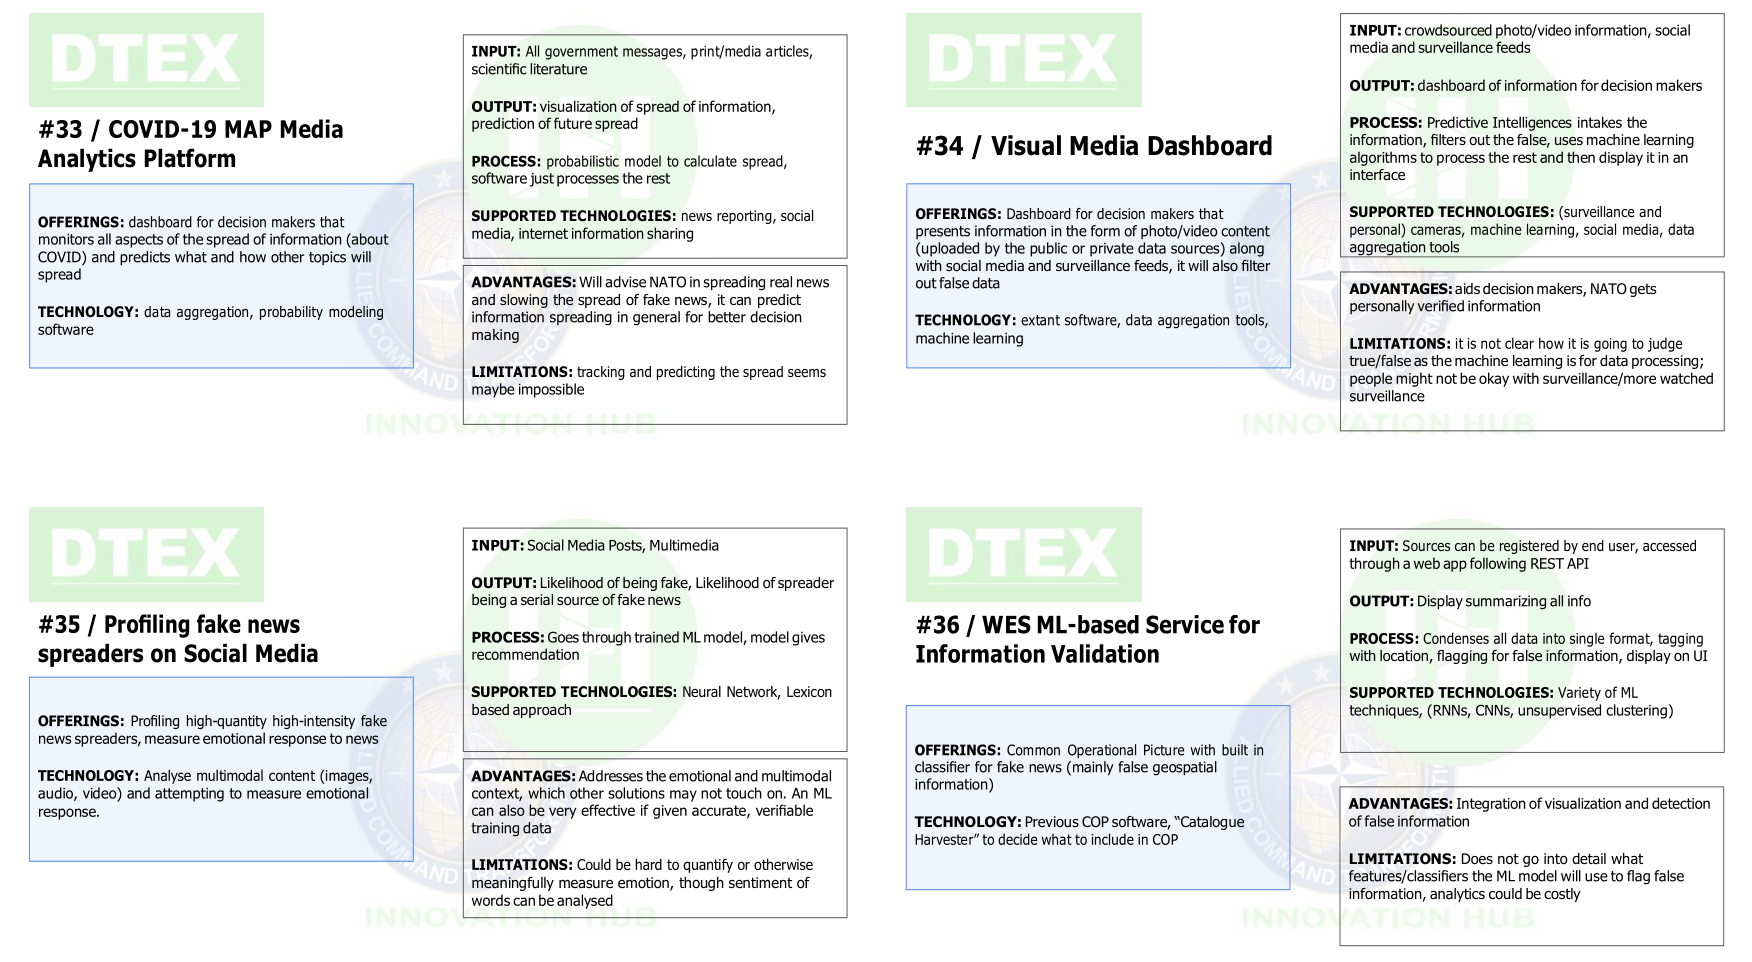 DTEX
#33 / COVID-19 MAP Media
Analytics Platform
OFFERINGS: dashboard for decision makers that
monitors all aspects of the spread of information (about
COVID) and predicts what and how other topics will
spread
TECHNOLOGY: data aggregation, probability modeling
software
INPUT: All government messages, print/media articles,
scientific literature
OUTPUT: visualization of spread of information,
prediction of future spread
PROCESS: probabilistic model to calculate spread,
software just processes the rest
SUPPORTED TECHNOLOGIES: news reporting, social
media, internet information sharing
ADVANTAGES: Will advise NATO in spreading real news
and slowing the spread of fake news, it can predict
information spreading in general for better decision
making
LIMITATIONS: tracking and predicting the spread seems
maybe impossible
INNOVATION HUB
DTEX
#34 / Visual Media Dashboard
OFFERINGS: Dashboard for decision makers that
presents information in the form of photo/video content
(uploaded by the public or private data sources) along
with social media and surveillance feeds, it will also filter
out false data
TECHNOLOGY: extant software, data aggregation tools,
machine learning
INPUT: crowdsourced photo/video information, social
media and surveillance feeds
OUTPUT: dashboard of information for decision makers
PROCESS: Predictive Intelligences intakes the
information, filters out the false, uses machine learning
algorithms to process the rest and then display it in an
interface
SUPPORTED TECHNOLOGIES: (surveillance and
personal) cameras, machine learning, social media, data
aggregation tools
ADVANTAGES: aids decision makers, NATO gets
personally verified information
LIMITATIONS: it is not clear how it is going to judge
true/false as the machine learning is for data processing;
people might not be okay with surveillance/more watched
surveillance
INNOVATION HUB
DTEX
#35 / Profiling fake news
spreaders on Social Media
OFFERINGS: Profiling high-quantity high-intensity fake
news spreaders, measure emotional response to news
TECHNOLOGY: Analyse multimodal content (images,
audio, video) and attempting to measure emotional
response.
INPUT: Social Media Posts, Multimedia
OUTPUT: Likelihood of being fake, Likelihood of spreader
being a serial source of fake news
PROCESS: Goes through trained ML model, model gives
recommendation
SUPPORTED TECHNOLOGIES: Neural Network, Lexicon
based approach
ADVANTAGES: Addresses the emotional and multimodal
context, which other solutions may not touch on. An ML
can also be very effective if given accurate, verifiable
training data
LIMITATIONS: Could be hard to quantify or otherwise
meaningfully measure emotion, though sentiment of
words can be analysed
INNOVATION HUB
DTEX
#36 / WES ML-based Service for
Information Validation
OFFERINGS: Common Operational Picture with built in
classifier for fake news (mainly false geospatial
information)
TECHNOLOGY: Previous COP software, “Catalogue
Harvester” to decide what to include in COP
INPUT: Sources can be registered by end user, accessed
through a web app following REST API
OUTPUT: Display summarizing all info
PROCESS: Condenses all data into single format, tagging
with location, flagging for false information, display on UI
SUPPORTED TECHNOLOGIES: Variety of ML
techniques, (RNNs, CNNs, unsupervised clustering)
ADVANTAGES: Integration of visualization and detection
of false information
LIMITATIONS: Does not go into detail what
features/classifiers the ML model will use to flag false
information, analytics could be costly
INNOVATION HUB